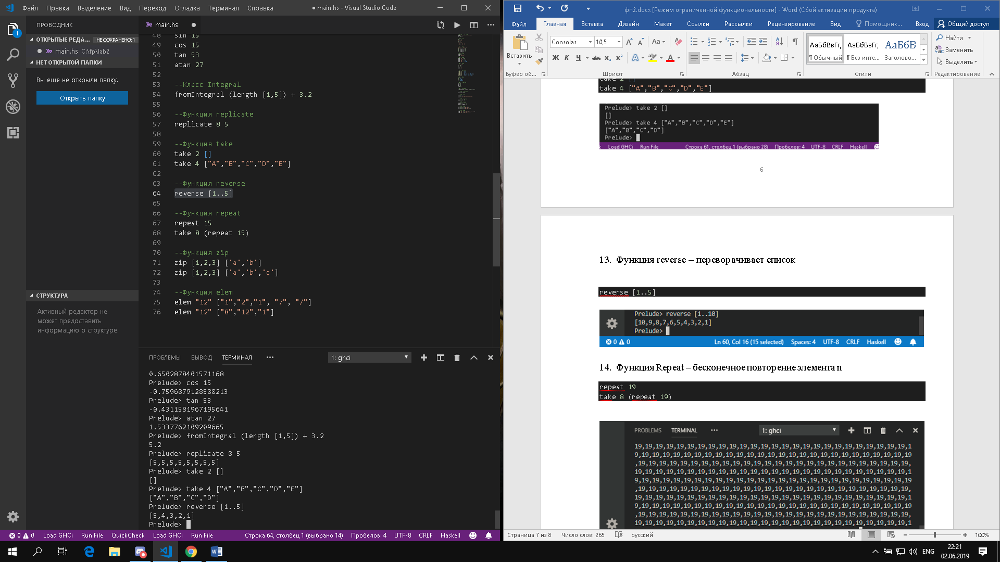 Файл Правка Выделение Вид Переход Отладка Терминал Справка
● main.hs - Visual Studio Code
ПРОВОДНИК
ОТКРЫТЫЕ РЕДА... НЕ СОХРАНЕНО: 1
main.hs C:\fp\lab2
НЕТ ОТКРЫТОЙ ПАПКИ
Вы еще не открыли папку.
Открыть папку
СТРУКТУРА
Активный редактор не
может предоставить
информацию о структуре.
1
main.hs
48 sin 15
49 cos 15
50 tan 53
51 atan 27
52
53 --Класс Integral
54 fromIntegral (length [1,5]) + 3.2
55
56 --Функция replicate
57 replicate 8 5
58
59 --Функция take
60 take 2 []
61 take 4 ["A","B","C","D","E"]
62
63 --Функция reverse
64 reverse [1..5]
65
66 --Функция repeat
67 repeat 15
68 take 8 (repeat 15)
69
70 --Функция zip
71 zip [1,2,3] ['a','b']
72 zip [1,2,3] ['a','b','c']
73
74 --Функция elem
75 elem "12" ["1","2","1", "7", "/"]
76 elem "12" ["8","12","1"]
ПРОБЛЕМЫ ВЫВОД ТЕРМИНАЛ ••• 1: ghci
0.6502878401571168
Prelude> cos 15
-0.7596879128588213
Prelude> tan 53
-0.4311581967195641
Prelude> atan 27
1.5337762109209665
Prelude> fromIntegral (length [1,5]) + 3.2
5.2
Prelude> replicate 8 5
[5,5,5,5,5,5,5,5]
Prelude> take 2 []
[]
Prelude> take 4 ["A","B","C","D","E"]
["A","B","C","D"]
Prelude> reverse [1..5]
[5,4,3,2,1]
Prelude>
0 0 Load GHCi Run File QuickCheck Load GHCi Run File Строка 64, столбец 1 (выбрано 14) Пробелов: 4 UTF-8 CRLF Haskell
фп2.docx [Режим ограниченной функциональности] - Word (Сбой активации продукта)
Файл Главная Вставка Дизайн Макет Ссылки Рассылки Рецензирование Вид Помощник... Вход Общий доступ
Вставить
Буфер об...
Consolas 10,5
Ж К Ч abc x₂ x²
Шрифт
Абзац
АаБбВвГг, АаБбВвГг, АаБбВ
¶ Обычный ¶ Без инте... Заголово...
Стили
Найти
Заменить
Выделить
Редактирование
take 2 []
take 4 ["A","B","C","D","E"]
Prelude> take 2 []
[]
Prelude> take 4 ["A","B","C","D","E"]
["A","B","C","D"]
Prelude>
Load GHCi Run File Строка 61, столбец 1 (выбрано 28) Пробелов: 4 UTF-8 CRLF Haskell
6
13. Функция reverse – переворачивает список
reverse [1..5]
Prelude> reverse [1..10]
[10,9,8,7,6,5,4,3,2,1]
Prelude>
0 0 Ln 60, Col 16 (15 selected) Spaces: 4 UTF-8 CRLF Haskell
14. Функция Repeat – бесконечное повторение элемента n
repeat 19
take 8 (repeat 19)
PROBLEMS TERMINAL ••• 1: ghci
19,19,19,19,19,19,19,19,19,19,19,19,19,19,19,19,19,19,19,19,19,19,19,19,19,19,1
9,19,19,19,19,19,19,19,19,19,19,19,19,19,19,19,19,19,19,19,19,19,19,19,19,19,19
,19,19,19,19,19,19,19,19,19,19,19,19,19,19,19,19,19,19,19,19,19,19,19,19,19,19,
19,19,19,19,19,19,19,19,19,19,19,19,19,19,19,19,19,19,19,19,19,19,19,19,19,19,1
9,19,19,19,19,19,19,19,19,19,19,19,19,19,19,19,19,19,19,19,19,19,19,19,19,19,19
,19,19,19,19,19,19,19,19,19,19,19,19,19,19,19,19,19,19,19,19,19,19,19,19,19,19,
19,19,19,19,19,19,19,19,19,19,19,19,19,19,19,19,19,19,19,19,19,19,19,19,19,19,1
9,19,19,19,19,19,19,19,19,19,19,19,19,19,19,19,19,19,19,19,19,19,19,19,19,19,19
,19,19,19,19,19,19,19,19,19,19,19,19,19,19,19,19,19,19,19,19,19,19,19,19,19,19,
19,19,19,19,19,19,19,19,19,19,19,19,19,19,19,19,19,19,19,19,19,19,19,19,19,19,1
Страница 7 из 8 Число слов: 265 русский 100%
ENG
22:21
02.06.2019